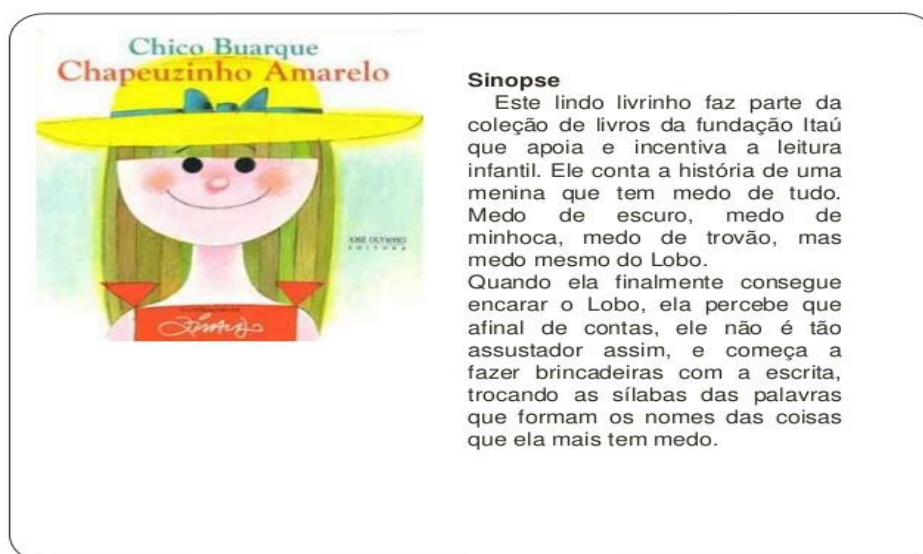 Chico Buarque
Chapeuzinho Amarelo
JOSÉ OLYMPIO
EDITORA
Ziraldo
Sinopse
Este lindo livrinho faz parte da
coleção de livros da fundação Itaú
que apoia e incentiva a leitura
infantil. Ele conta a história de uma
menina que tem medo de tudo.
Medo de escuro, medo de
minhoca, medo de trovão, mas
medo mesmo do Lobo.
Quando ela finalmente consegue
encarar o Lobo, ela percebe que
afinal de contas, ele não é tão
assustador assim, e começa a
fazer brincadeiras com a escrita,
trocando as sílabas das palavras
que formam os nomes das coisas
que ela mais tem medo.